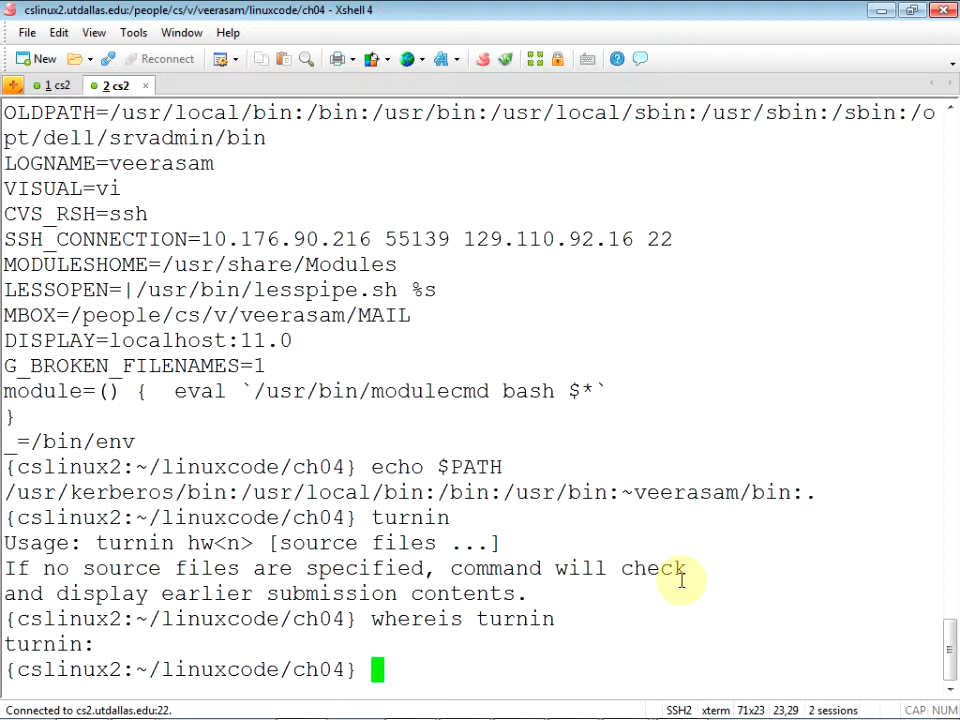 cslinux2.utdallas.edu:/people/cs/v/veerasam/linuxcode/ch04 - Xshell 4
File Edit View Tools Window Help
New Reconnect
1 cs2 2 cs2
OLDPATH=/usr/local/bin:/bin:/usr/bin:/usr/local/sbin:/usr/sbin:/sbin:/o
pt/dell/srvadmin/bin
LOGNAME=veerasam
VISUAL=vi
CVS_RSH=ssh
SSH_CONNECTION=10.176.90.216 55139 129.110.92.16 22
MODULESHOME=/usr/share/Modules
LESSOPEN=|/usr/bin/lesspipe.sh %s
MBOX=/people/cs/v/veerasam/MAIL
DISPLAY=localhost:11.0
G_BROKEN_FILENAMES=1
module=() {  eval `/usr/bin/modulecmd bash $*`
}
_=/bin/env
{cslinux2:~/linuxcode/ch04} echo $PATH
/usr/kerberos/bin:/usr/local/bin:/bin:/usr/bin:~veerasam/bin:.
{cslinux2:~/linuxcode/ch04} turnin
Usage: turnin hw<n> [source files ...]
If no source files are specified, command will check
and display earlier submission contents.
{cslinux2:~/linuxcode/ch04} whereis turnin
turnin:
{cslinux2:~/linuxcode/ch04}
Connected to cs2.utdallas.edu:22. SSH2 xterm 71x23 23,29 2 sessions CAP NUM